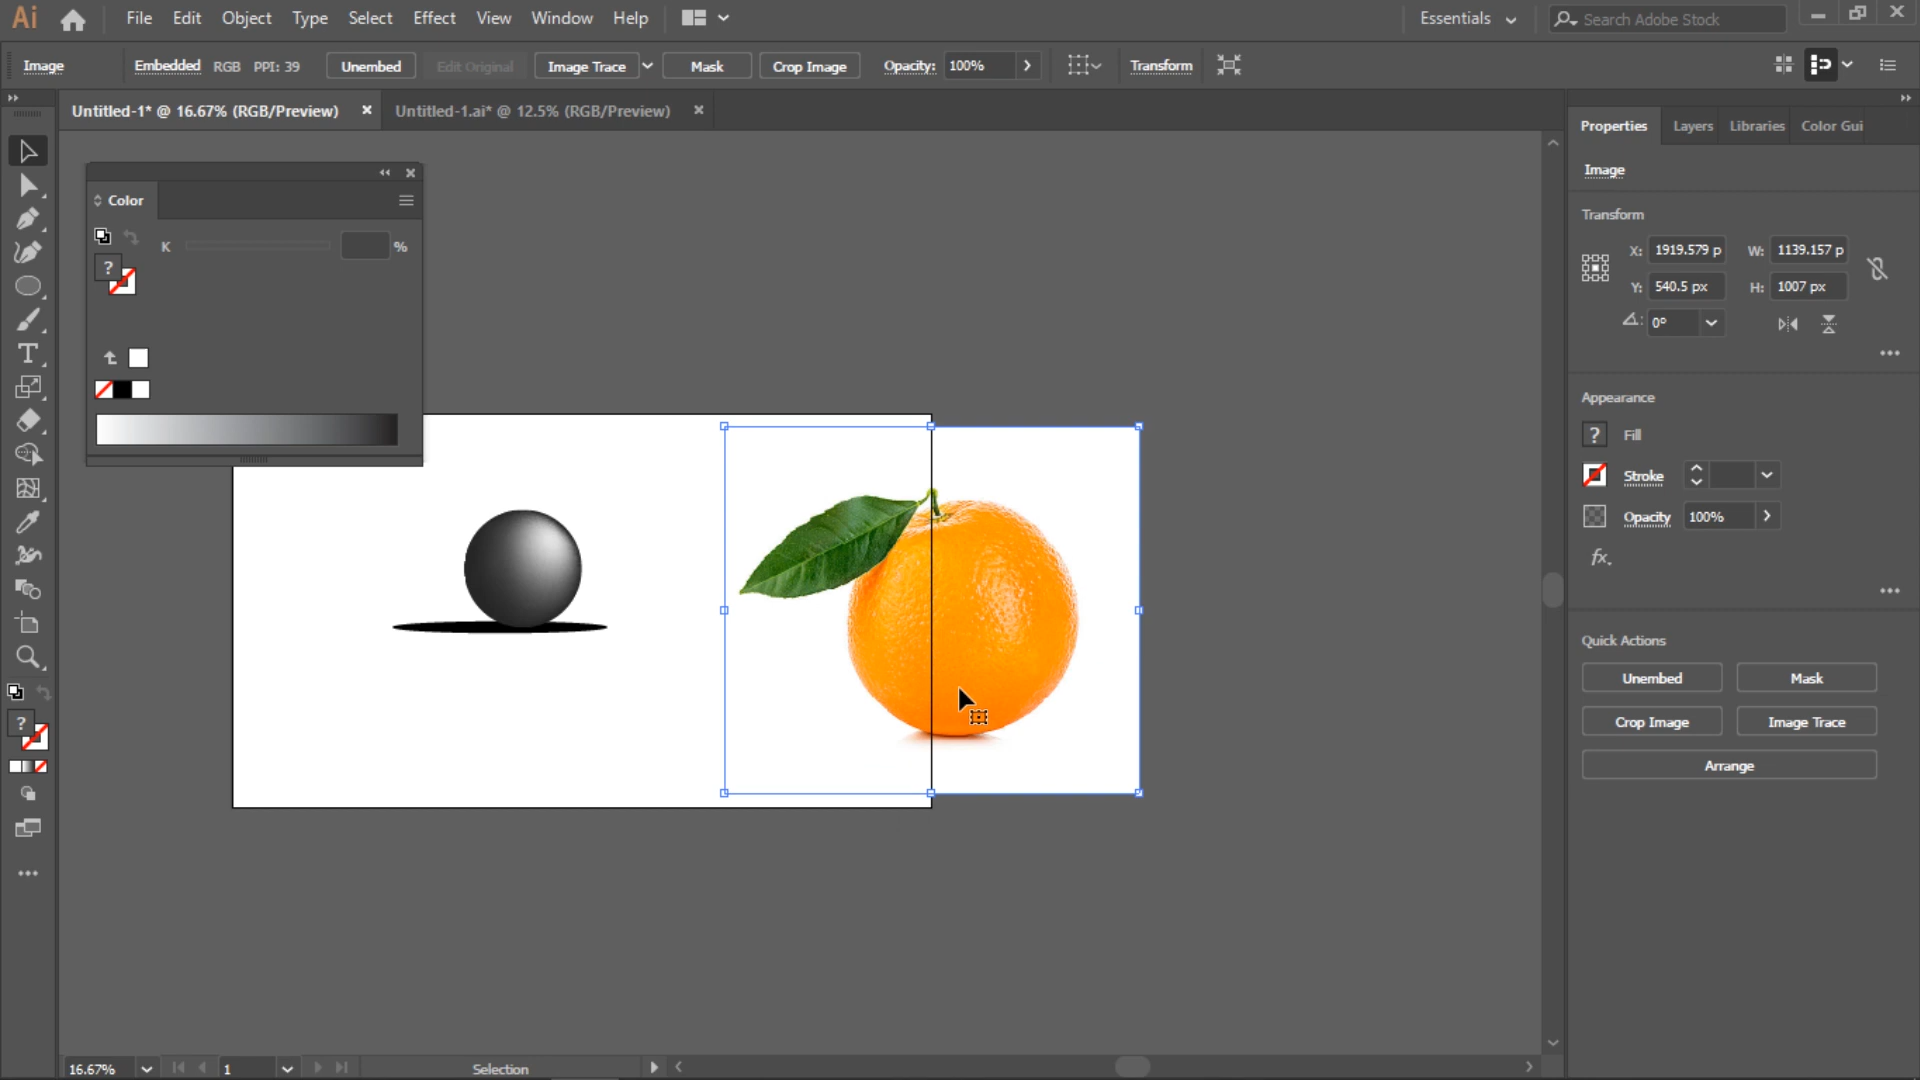 Ai File Edit Object Type Select Effect View Window Help Essentials Search Adobe Stock
Image Embedded RGB PPI: 39 Unembed Edit Original Image Trace Mask Crop Image Opacity: 100% Transform
Untitled-1* @ 16.67% (RGB/Preview) Untitled-1.ai* @ 12.5% (RGB/Preview)
Properties Layers Libraries Color Gui
Color
K %
?
Image
Transform
X: 1919.579 p W: 1139.157 p
Y: 540.5 px H: 1007 px
0°
Appearance
? Fill
Stroke
Opacity 100%
fx.
Quick Actions
Unembed Mask
Crop Image Image Trace
Arrange
T
?
16.67% 1 Selection